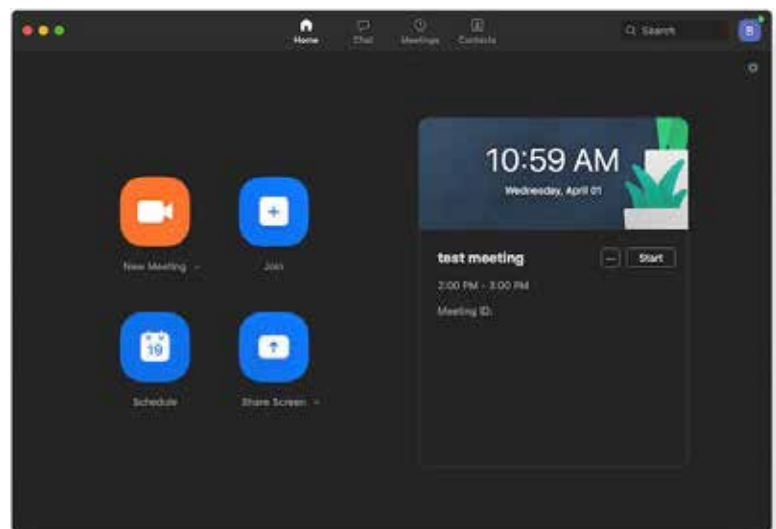 Home
Chat
Meetings
Contacts
Search
B
10:59 AM
Wednesday, April 01
New Meeting
Join
test meeting
Start
2:00 PM - 3:00 PM
Meeting ID:
19
Schedule
Share Screen